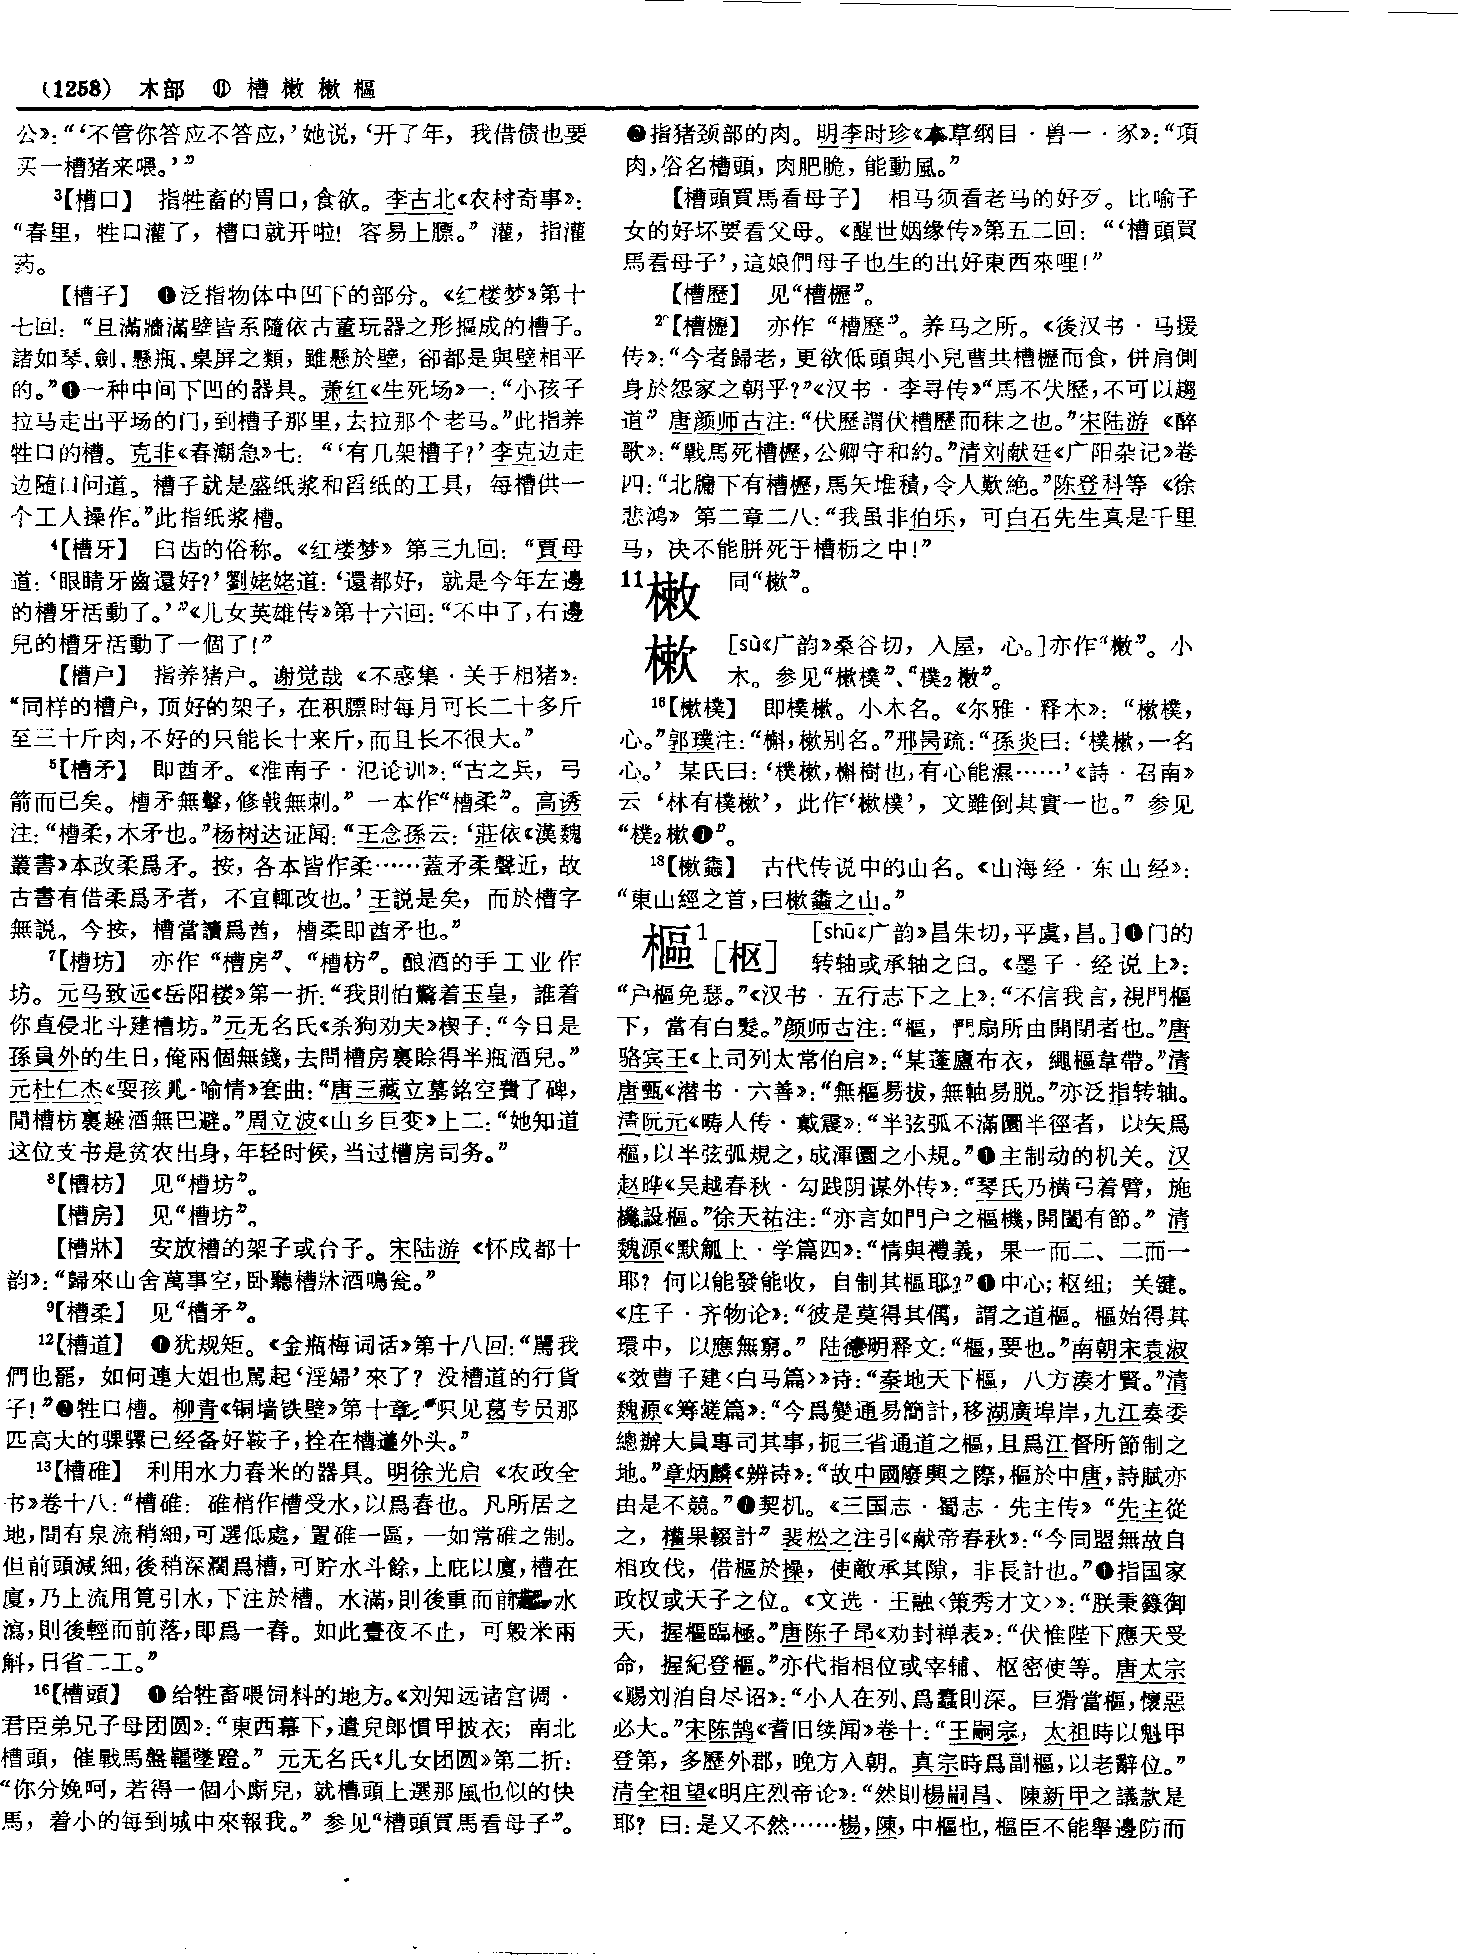 (1258) 木部 ⑪ 槽 樕 樕 樞
公》：“‘不管你答应不答应，’她说，‘开了年，我借债也要
买一槽猪来喂。’”
3【槽口】 指牲畜的胃口，食欲。李古北《农村奇事》：
“春里，牲口灌了，槽口就开啦！容易上膘。”灌，指灌
药。
【槽子】 ❶泛指物体中凹下的部分。《红楼梦》第十
七回：“且滿牆滿壁皆系隨依古董玩器之形摳成的槽子。
諸如琴、劍、懸瓶、桌屏之類，雖懸於壁，卻都是與壁相平
的。”❶一种中间下凹的器具。萧红《生死场》一：“小孩子
拉马走出平场的门，到槽子那里，去拉那个老马。”此指养
牲口的槽。克非《春潮急》七：“‘有几架槽子？’李克边走
边随口问道。槽子就是盛纸浆和舀纸的工具，每槽供一
个工人操作。”此指纸浆槽。
4【槽牙】 臼齿的俗称。《红楼梦》第三九回：“賈母
道：‘眼睛牙齒還好？’劉姥姥道：‘還都好，就是今年左邊
的槽牙活動了。’”《儿女英雄传》第十六回：“不中了，右邊
兒的槽牙活動了一個了！”
【槽户】 指养猪户。谢觉哉《不惑集·关于相猪》：
“同样的槽户，顶好的架子，在积膘时每月可长二十多斤
至三十斤肉，不好的只能长十来斤，而且长不很大。”
5【槽矛】 即酋矛。《淮南子·氾论训》：“古之兵，弓
箭而已矣。槽矛無擊，修戟無刺。”一本作“槽柔”。高诱
注：“槽柔，木矛也。”杨树达证闻：“王念孫云：‘莊依《漢魏
叢書》本改柔爲矛。按，各本皆作柔……蓋矛柔聲近，故
古書有借柔爲矛者，不宜輒改也。’王説是矣，而於槽字
無説。今按，槽當讀爲酋，槽柔即酋矛也。”
7【槽坊】 亦作“槽房”、“槽枋”。酿酒的手工业作
坊。元马致远《岳阳楼》第一折：“我則怕驚着玉皇，誰着
你直侵北斗建槽坊。”元无名氏《杀狗劝夫》楔子：“今日是
孫員外的生日，俺兩個無錢，去問槽房裏賒得半瓶酒兒。”
元杜仁杰《耍孩儿·喻情》套曲：“唐三藏立墓銘空費了碑，
閒槽枋裏趓酒無巴避。”周立波《山乡巨变》上二：“她知道
这位支书是贫农出身，年轻时候，当过槽房司务。”
8【槽枋】 见“槽坊”。
【槽房】 见“槽坊”。
【槽牀】 安放槽的架子或台子。宋陆游《怀成都十
韵》：“歸來山舍萬事空，卧聽槽牀酒鳴瓮。”
9【槽柔】 见“槽矛”。
12【槽道】 ❶犹规矩。《金瓶梅词话》第十八回：“罵我
們也罷，如何連大姐也罵起‘淫婦’來了？没槽道的行貨
子！”❷牲口槽。柳青《铜墙铁壁》第十章：“只见葛专员那
匹高大的骒骡已经备好鞍子，拴在槽道外头。”
13【槽碓】 利用水力舂米的器具。明徐光启《农政全
书》卷十八：“槽碓：碓梢作槽受水，以爲舂也。凡所居之
地，間有泉流稍細，可選低處，置碓一區，一如常碓之制。
但前頭減細，後稍深闊爲槽，可貯水斗餘，上庇以廈，槽在
廈，乃上流用筧引水，下注於槽。水滿，則後重而前起，水
瀉，則後輕而前落，即爲一舂。如此晝夜不止，可毇米兩
斛，日省二工。”
16【槽頭】 ❶给牲畜喂饲料的地方。《刘知远诸宫调·
君臣弟兄子母团圆》：“東西幕下，遣兒郎慣甲披衣；南北
槽頭，催戰馬盤韁墜蹬。”元无名氏《儿女团圆》第二折：
“你分娩呵，若得一個小廝兒，就槽頭上選那風也似的快
馬，着小的每到城中來報我。”参见“槽頭買馬看母子”。
❷指猪颈部的肉。明李时珍《本草纲目·兽一·豕》：“項
肉，俗名槽頭，肉肥脆，能動風。”
【槽頭買馬看母子】 相马须看老马的好歹。比喻子
女的好坏要看父母。《醒世姻缘传》第五二回：“‘槽頭買
馬看母子’，這娘們母子也生的出好東西來哩！”
【槽歷】 见“槽櫪”。
2【槽櫪】 亦作“槽歷”。养马之所。《後汉书·马援
传》：“今者歸老，更欲低頭與小兒曹共槽櫪而食，併肩側
身於怨家之朝乎？”《汉书·李寻传》“馬不伏歷，不可以趨
道”唐颜师古注：“伏歷謂伏槽歷而秣之也。”宋陆游《醉
歌》：“戰馬死槽櫪，公卿守和約。”清刘献廷《广阳杂记》卷
四：“北牖下有槽櫪，馬矢堆積，令人歎絶。”陈登科等《徐
悲鸿》第二章二八：“我虽非伯乐，可白石先生真是千里
马，决不能胼死于槽枥之中！”
11 樕 同“樕”。
樕 [sù《广韵》桑谷切，入屋，心。]亦作“樕”。小
木。参见“樕樸”、“樸2樕”。
16【樕樸】 即樸樕。小木名。《尔雅·释木》：“樕樸，
心。”郭璞注：“槲，樕别名。”邢昺疏：“孫炎曰：‘樸樕，一名
心。’某氏曰：‘樸樕，槲樹也，有心能濕……’《詩·召南》
云‘林有樸樕’，此作‘樕樸’，文雖倒其實一也。”参见
“樸2樕❶”。
18【樕䗥】 古代传说中的山名。《山海经·东山经》：
“東山經之首，曰樕䗥之山。”
樞1［枢］ [shū《广韵》昌朱切，平虞，昌。]❶门的
转轴或承轴之臼。《墨子·经说上》：
“户樞免瑟。”《汉书·五行志下之上》：“不信我言，視門樞
下，當有白髮。”颜师古注：“樞，門扇所由開閉者也。”唐
骆宾王《上司列太常伯启》：“某蓬廬布衣，繩樞韋帶。”清
唐甄《潜书·六善》：“無樞易拔，無軸易脱。”亦泛指转轴。
清阮元《畴人传·戴震》：“半弦弧不滿圜半徑者，以矢爲
樞，以半弦弧規之，成渾圜之小規。”❶主制动的机关。汉
赵晔《吴越春秋·勾践阴谋外传》：“琴氏乃横弓着臂，施
機設樞。”徐天祐注：“亦言如門户之樞機，開闔有節。”清
魏源《默觚上·学篇四》：“情與禮義，果一而二、二而一
耶？何以能發能收，自制其樞耶？”❶中心；枢纽；关键。
《庄子·齐物论》：“彼是莫得其偶，謂之道樞。樞始得其
環中，以應無窮。”陆德明释文：“樞，要也。”南朝宋袁淑
《效曹子建〈白马篇〉》诗：“秦地天下樞，八方湊才賢。”清
魏源《筹鹾篇》：“今爲變通易簡計，移湖廣埠岸，九江奏委
總辦大員專司其事，扼三省通道之樞，且爲江督所節制之
地。”章炳麟《辨诗》：“故中國廢興之際，樞於中唐，詩賦亦
由是不競。”❶契机。《三国志·蜀志·先主传》“先主從
之，權果輟計”裴松之注引《献帝春秋》：“今同盟無故自
相攻伐，借樞於操，使敵承其隙，非長計也。”❶指国家
政权或天子之位。《文选·王融〈策秀才文〉》：“朕秉籙御
天，握樞臨極。”唐陈子昂《劝封禅表》：“伏惟陛下應天受
命，握紀登樞。”亦代指相位或宰辅、枢密使等。唐太宗
《赐刘洎自尽诏》：“小人在列，爲蠹則深。巨猾當樞，懷惡
必大。”宋陈鹄《耆旧续闻》卷十：“王嗣宗，太祖時以魁甲
登第，多歷外郡，晚方入朝。真宗時爲副樞，以老辭位。”
清全祖望《明庄烈帝论》：“然則楊嗣昌、陳新甲之議款是
耶？曰：是又不然……楊，陳，中樞也，樞臣不能舉邊防而